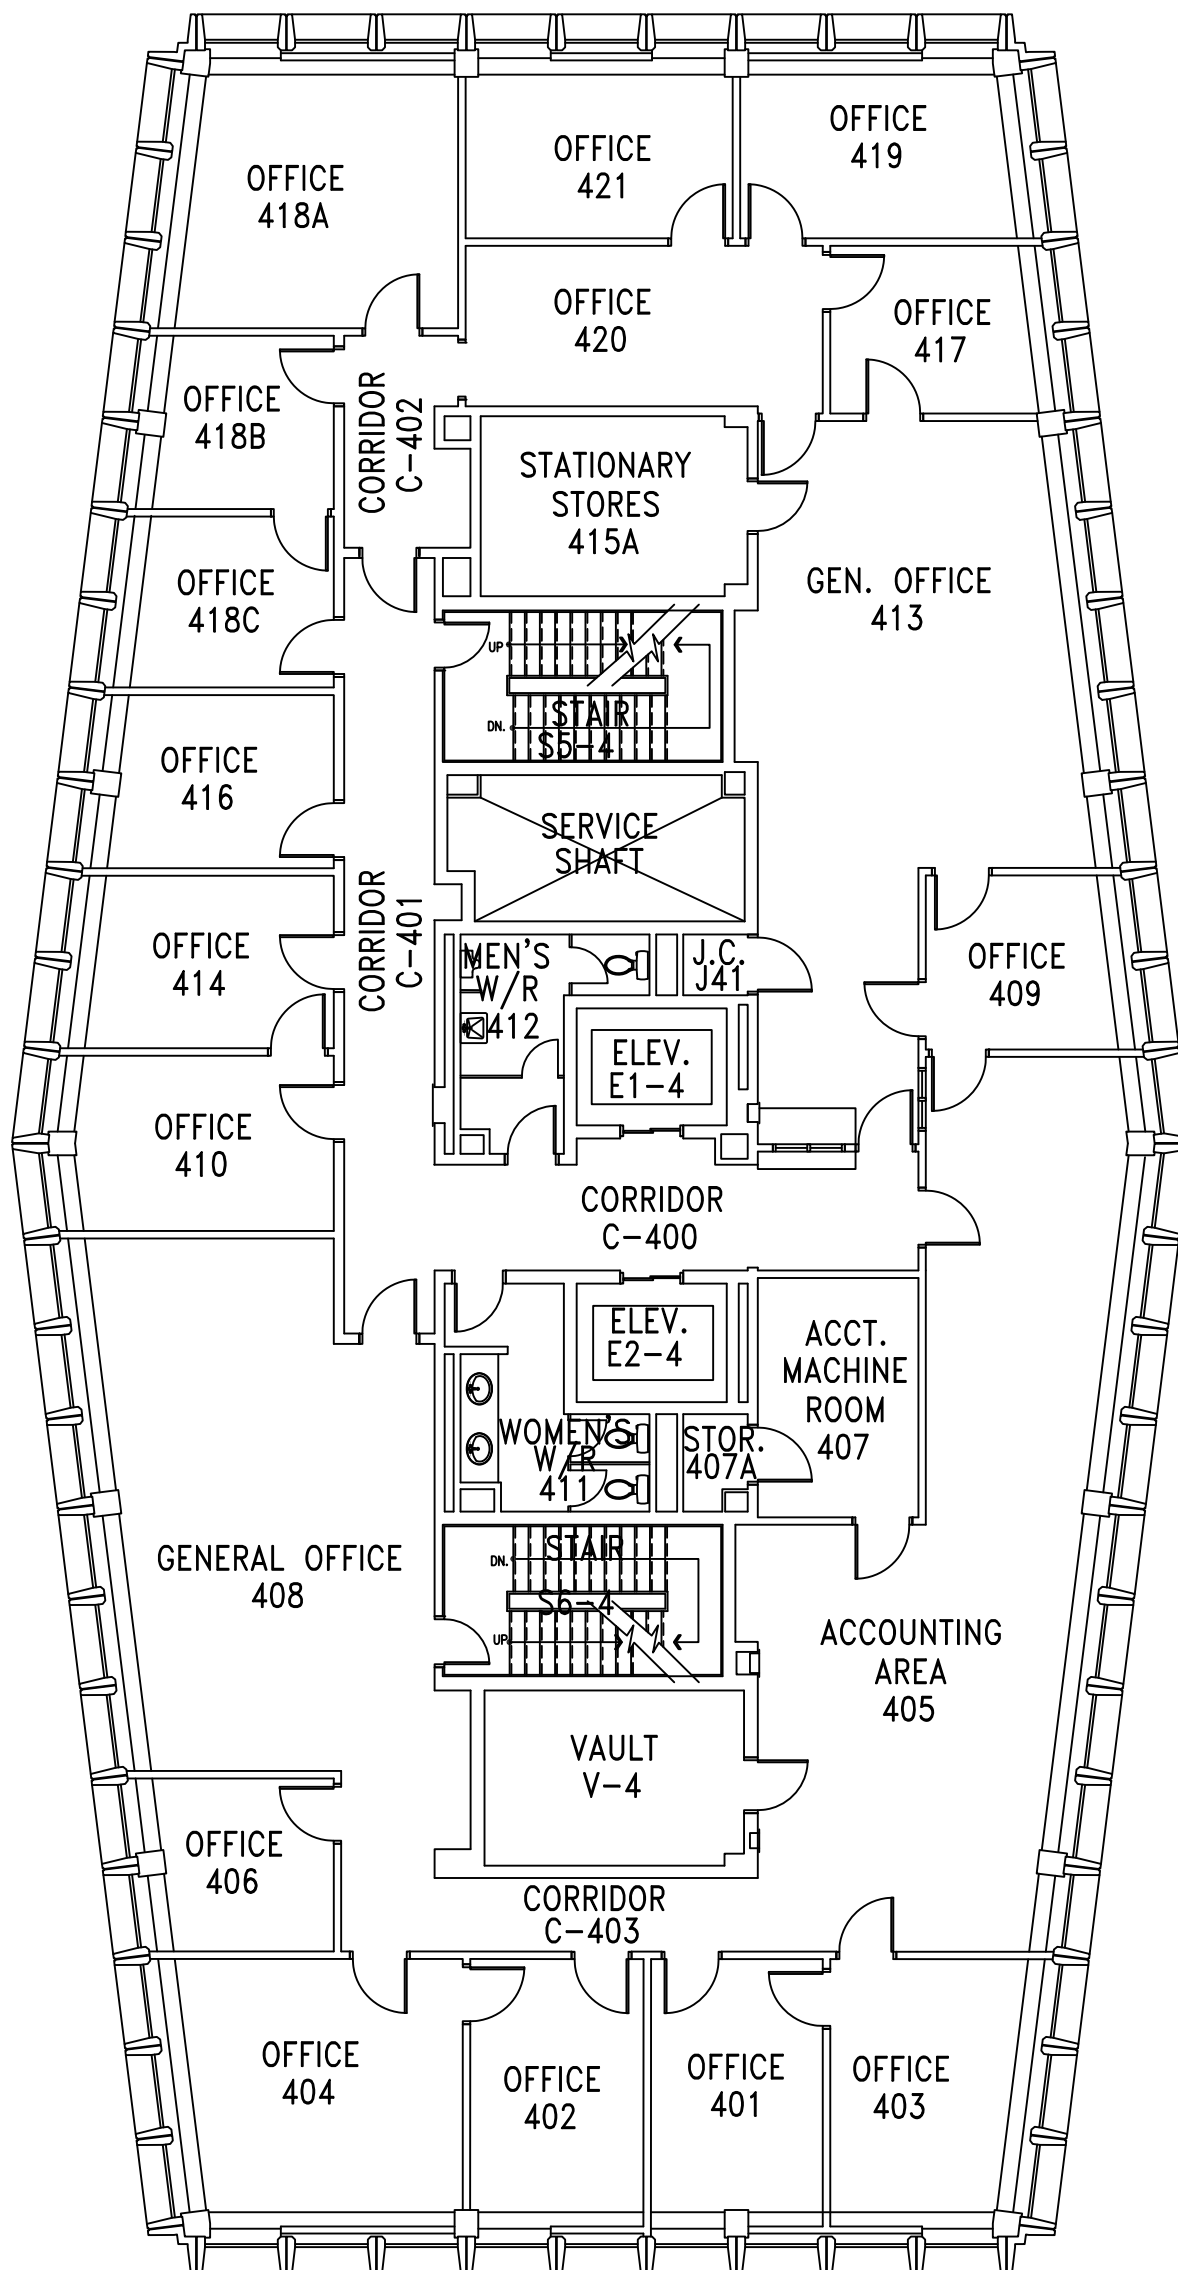 OFFICE
419
OFFICE
421
OFFICE
418A
OFFICE
420
OFFICE
417
OFFICE
418B
CORRIDOR
C-402
STATIONARY
STORES
415A
OFFICE
418C
GEN. OFFICE
413
UP
DN.
STAIR
S5-4
OFFICE
416
SERVICE
SHAFT
CORRIDOR
C-401
OFFICE
414
MEN'S
W/R
412
J.C.
J41
OFFICE
409
ELEV.
E1-4
OFFICE
410
CORRIDOR
C-400
ELEV.
E2-4
ACCT.
MACHINE
ROOM
407
WOMEN'S
W/R
411
STOR.
407A
GENERAL OFFICE
408
STAIR
S6-4
DN.
UP
ACCOUNTING
AREA
405
VAULT
V-4
OFFICE
406
CORRIDOR
C-403
OFFICE
404
OFFICE
402
OFFICE
401
OFFICE
403